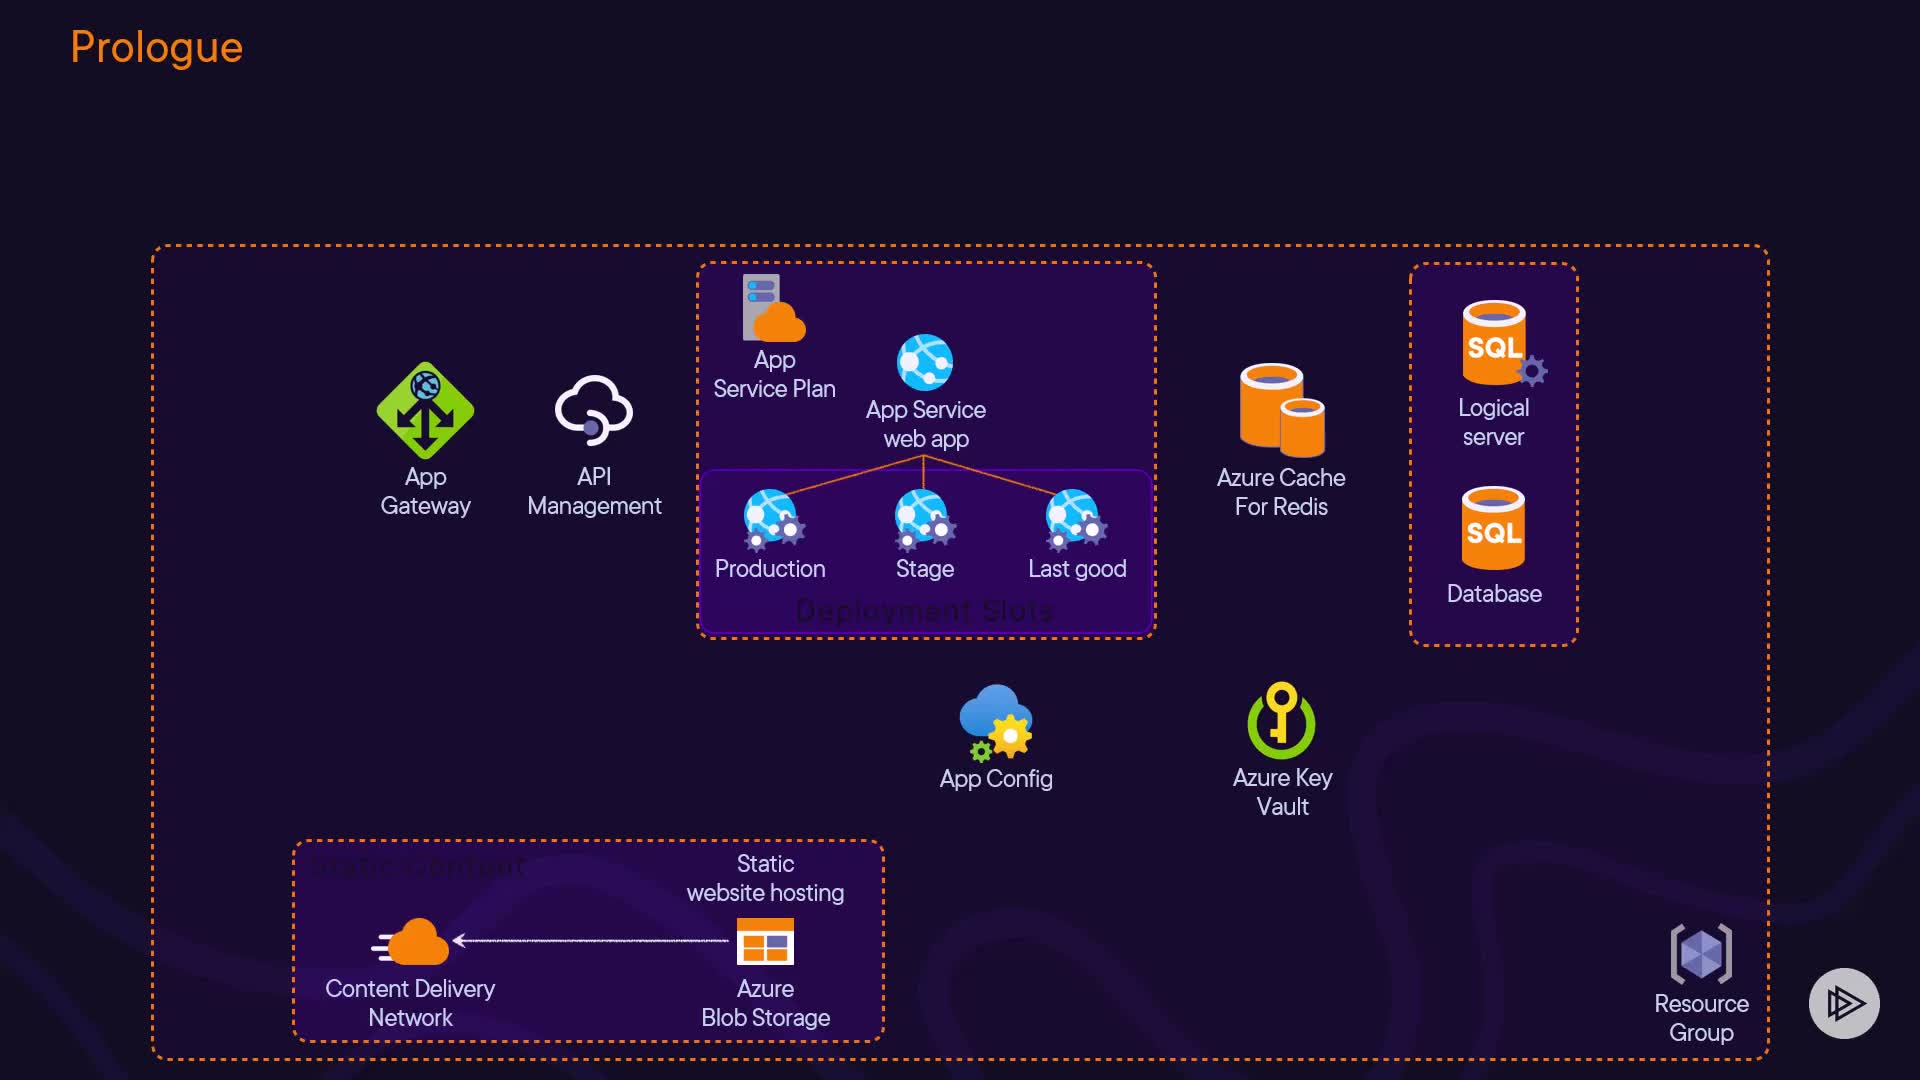 Prologue
App
Service Plan
App Service
web app
App
Gateway
API
Management
Production
Stage
Last good
Deployment Slots
Azure Cache
For Redis
SQL
Logical
server
SQL
Database
App Config
Azure Key
Vault
Static Content
Static
website hosting
Content Delivery
Network
Azure
Blob Storage
Resource
Group